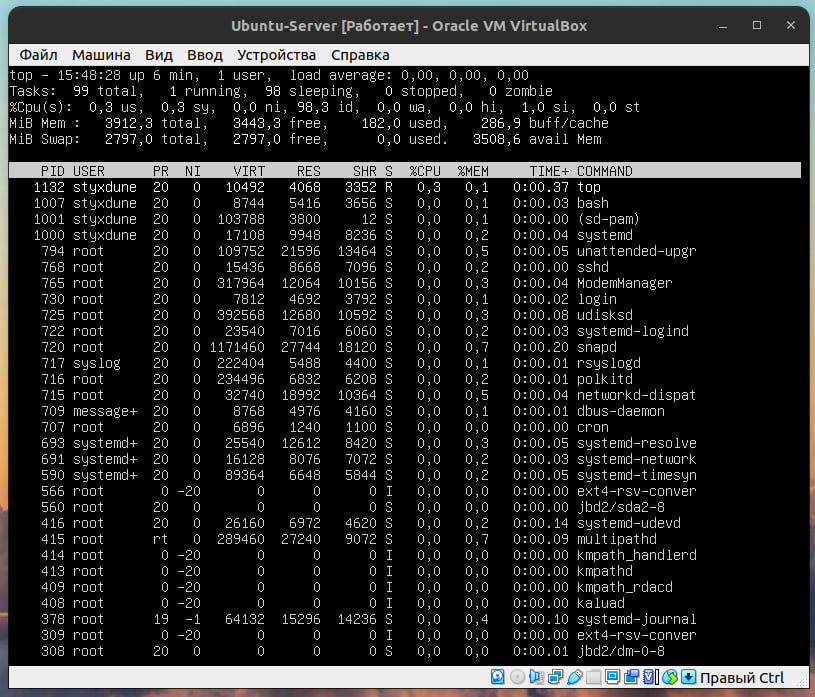 Ubuntu-Server [Работает] - Oracle VM VirtualBox
Файл Машина Вид Ввод Устройства Справка
top - 15:48:28 up 6 min,  1 user,  load average: 0,00, 0,00, 0,00
Tasks:  99 total,   1 running,  98 sleeping,   0 stopped,   0 zombie
%Cpu(s):  0,3 us,  0,3 sy,  0,0 ni, 98,3 id,  0,0 wa,  0,0 hi,  1,0 si,  0,0 st
MiB Mem :   3912,3 total,   3443,3 free,    182,0 used,    286,9 buff/cache
MiB Swap:   2797,0 total,   2797,0 free,      0,0 used.   3508,6 avail Mem
PID USER      PR  NI    VIRT    RES    SHR S  %CPU  %MEM     TIME+ COMMAND
1132 styxdune  20   0   10492   4068   3352 R   0,3   0,1   0:00.37 top
1007 styxdune  20   0    8744   5416   3656 S   0,0   0,1   0:00.03 bash
1001 styxdune  20   0  103788   3800     12 S   0,0   0,1   0:00.00 (sd-pam)
1000 styxdune  20   0   17108   9948   8236 S   0,0   0,2   0:00.04 systemd
794 root      20   0  109752  21596  13464 S   0,0   0,5   0:00.05 unattended-upgr
768 root      20   0   15436   8668   7096 S   0,0   0,2   0:00.00 sshd
765 root      20   0  317964  12064  10156 S   0,0   0,3   0:00.04 ModemManager
730 root      20   0    7812   4692   3792 S   0,0   0,1   0:00.02 login
725 root      20   0  392568  12680  10592 S   0,0   0,3   0:00.08 udisksd
722 root      20   0   23540   7016   6060 S   0,0   0,2   0:00.03 systemd-logind
720 root      20   0 1171460  27744  18120 S   0,0   0,7   0:00.20 snapd
717 syslog    20   0  222404   5488   4400 S   0,0   0,1   0:00.01 rsyslogd
716 root      20   0  234496   6832   6208 S   0,0   0,2   0:00.01 polkitd
715 root      20   0   32740  18992  10364 S   0,0   0,5   0:00.04 networkd-dispat
709 message+  20   0    8768   4976   4160 S   0,0   0,1   0:00.01 dbus-daemon
707 root      20   0    6896   1240   1100 S   0,0   0,0   0:00.00 cron
693 systemd+  20   0   25540  12612   8420 S   0,0   0,3   0:00.05 systemd-resolve
691 systemd+  20   0   16128   8076   7072 S   0,0   0,2   0:00.03 systemd-network
590 systemd+  20   0   89364   6648   5844 S   0,0   0,2   0:00.05 systemd-timesyn
566 root       0 -20       0      0      0 I   0,0   0,0   0:00.00 ext4-rsv-conver
560 root      20   0       0      0      0 S   0,0   0,0   0:00.00 jbd2/sda2-8
416 root      20   0   26160   6972   4620 S   0,0   0,2   0:00.14 systemd-udevd
415 root      rt   0  289460  27240   9072 S   0,0   0,7   0:00.09 multipathd
414 root       0 -20       0      0      0 I   0,0   0,0   0:00.00 kmpath_handlerd
413 root       0 -20       0      0      0 I   0,0   0,0   0:00.00 kmpathd
409 root       0 -20       0      0      0 I   0,0   0,0   0:00.00 kmpath_rdacd
408 root       0 -20       0      0      0 I   0,0   0,0   0:00.00 kaluad
378 root      19  -1   64132  15296  14236 S   0,0   0,4   0:00.10 systemd-journal
309 root       0 -20       0      0      0 I   0,0   0,0   0:00.00 ext4-rsv-conver
308 root      20   0       0      0      0 S   0,0   0,0   0:00.01 jbd2/dm-0-8
Правый Ctrl